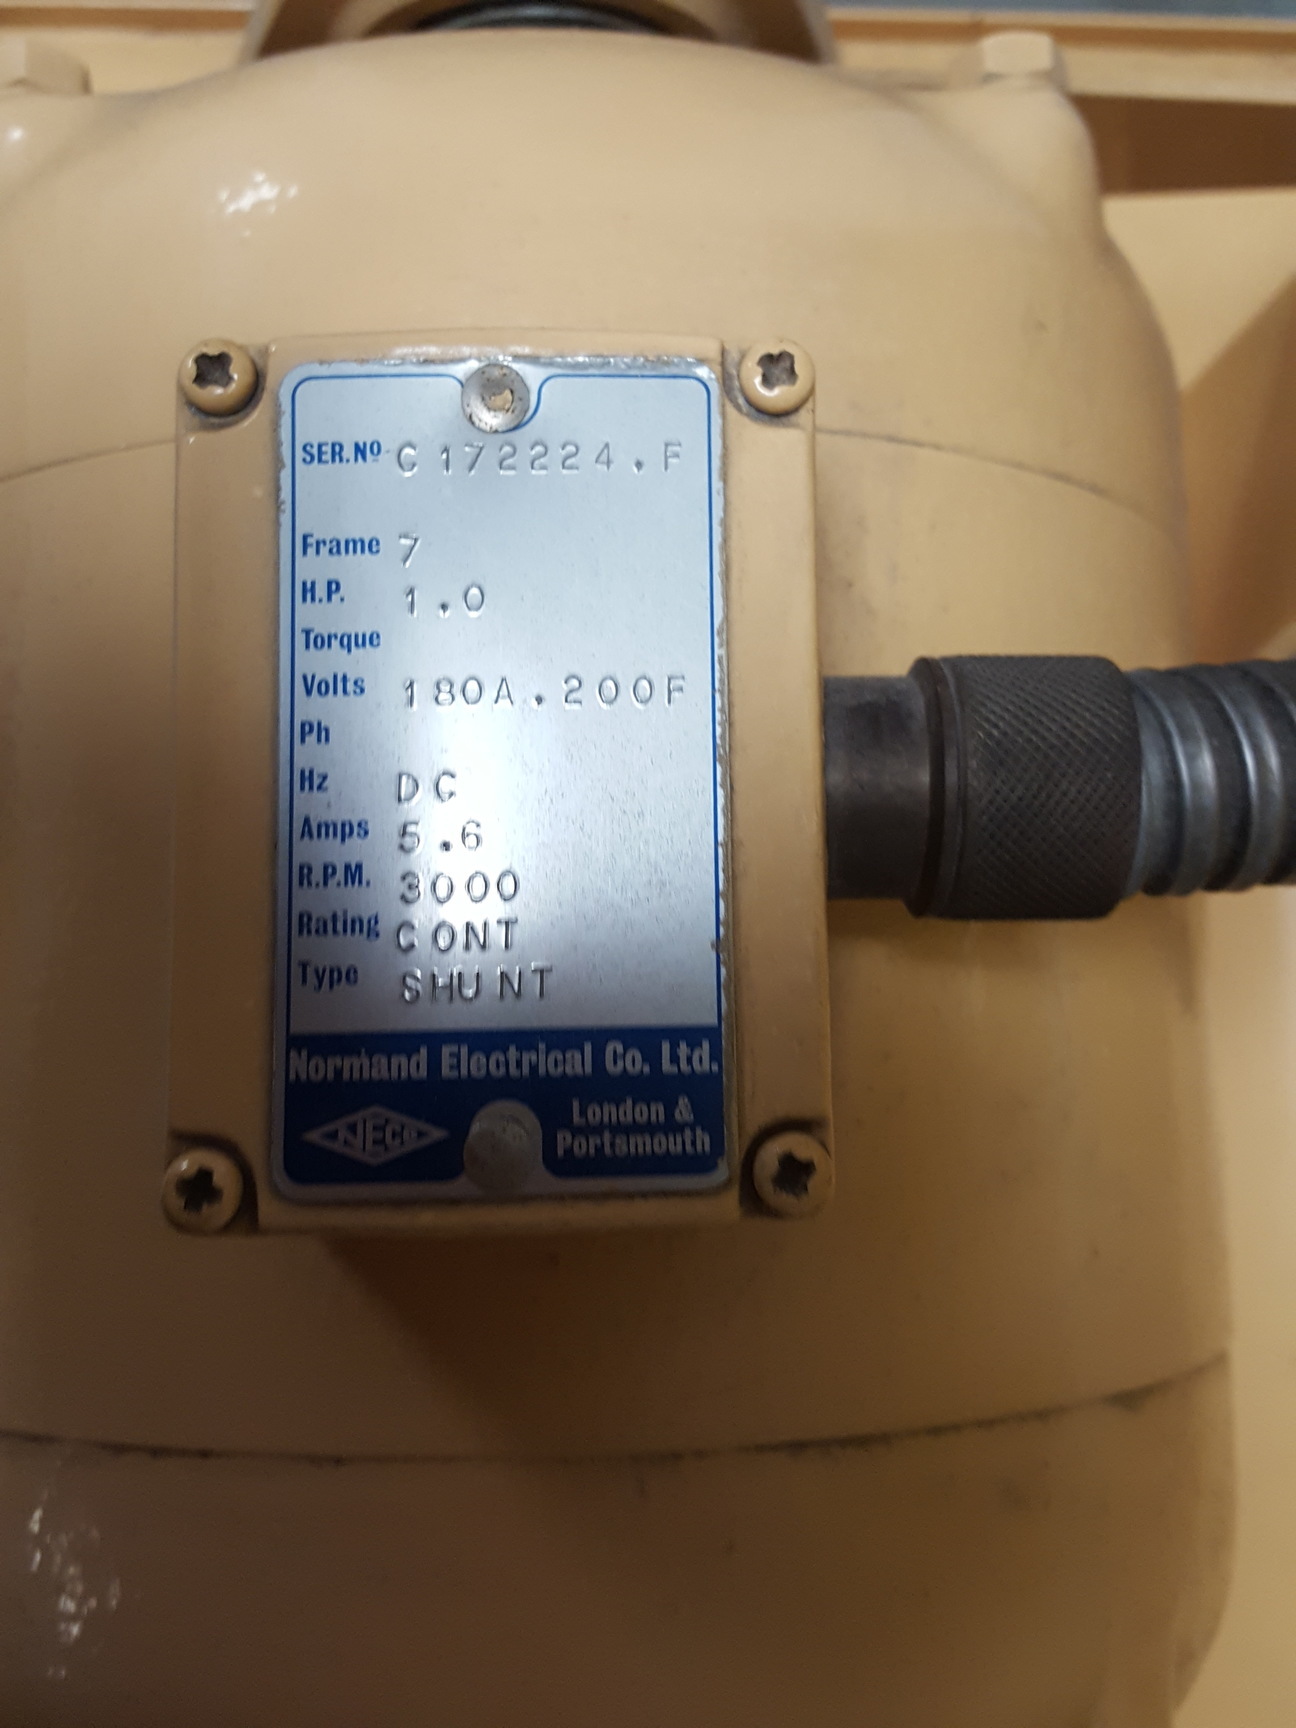 SER.Nº C172224.F
Frame 7
H.P. 1.0
Torque
Volts 180A.200F
Ph
Hz DC
Amps 5.6
R.P.M. 3000
Rating CONT
Type SHUNT
Normand Electrical Co. Ltd.
NECO
London &
Portsmouth